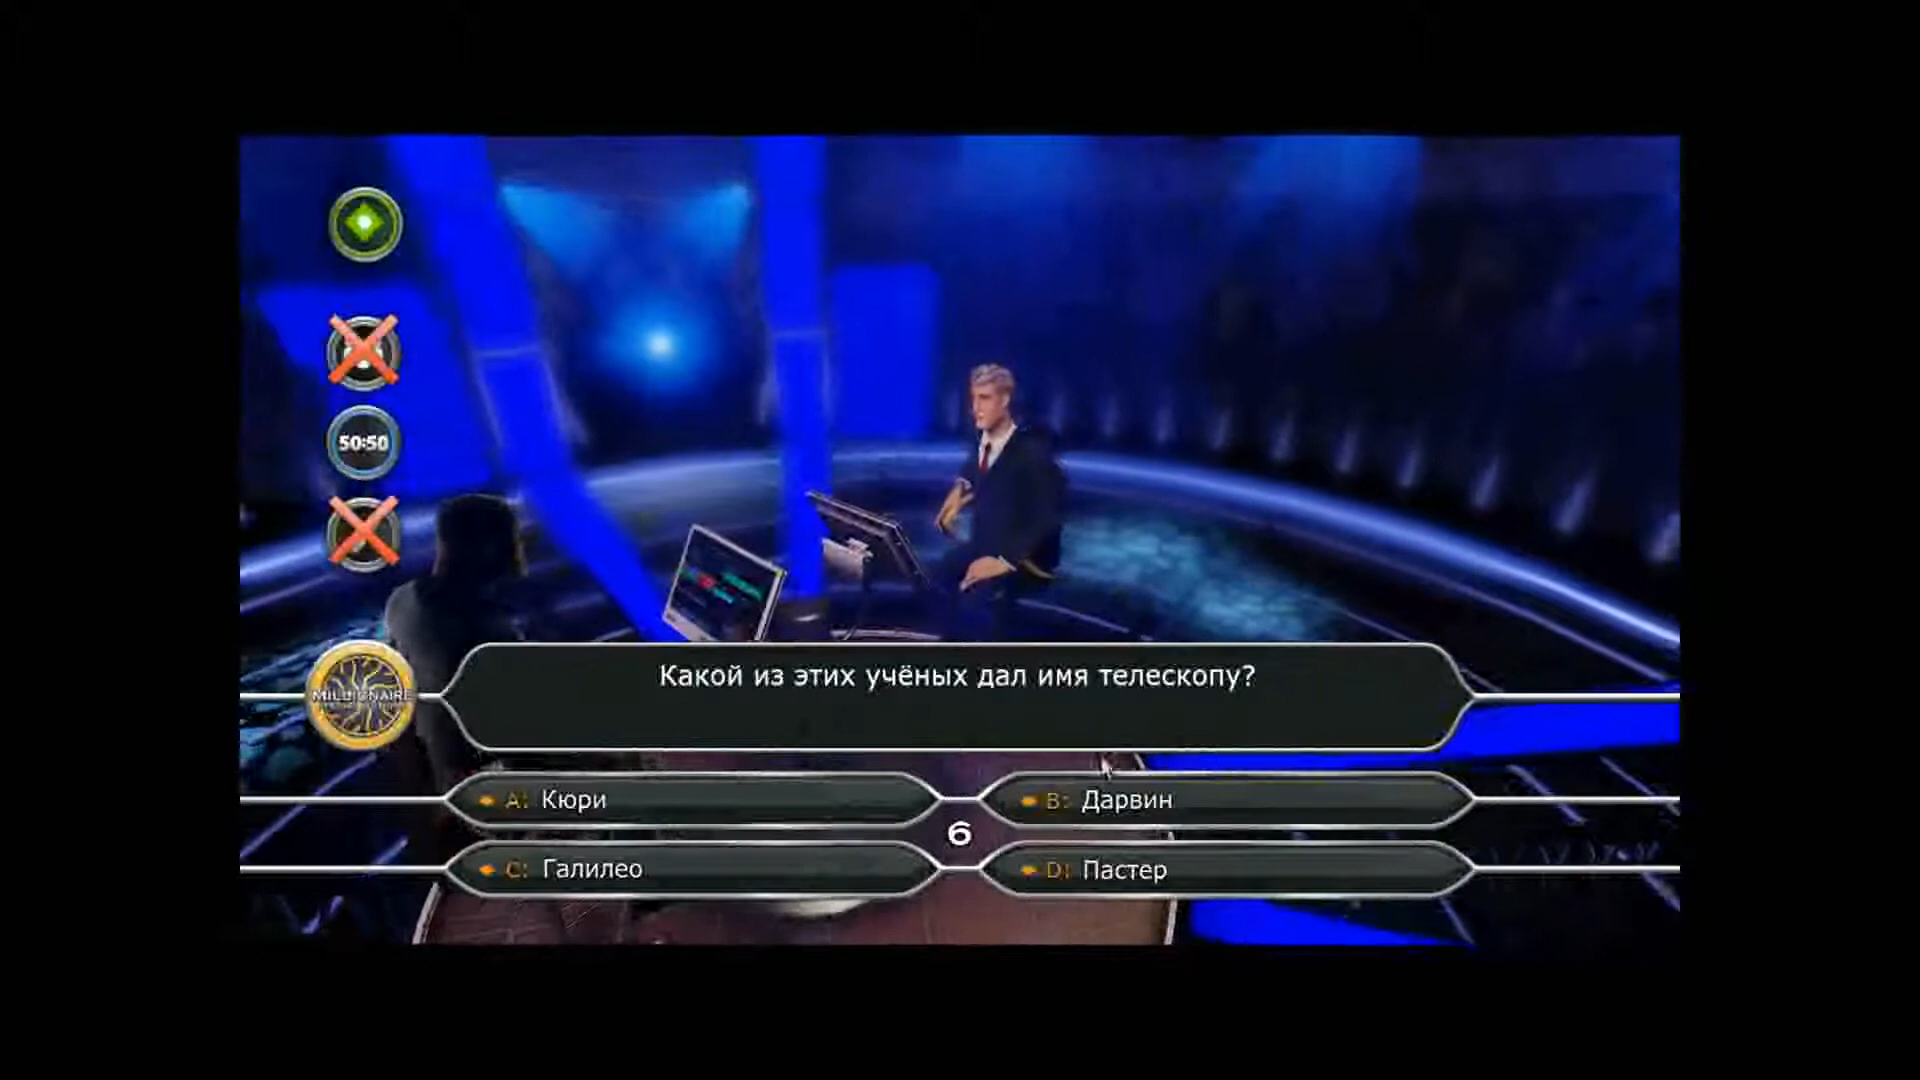 50:50
Какой из этих учёных дал имя телескопу?
MILLIONAIRE
A: Кюри
B: Дарвин
6
C: Галилео
D: Пастер